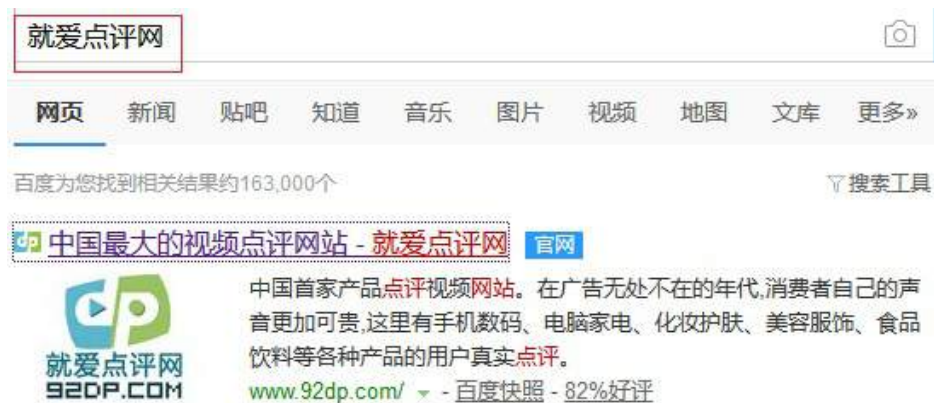 就爱点评网
网页 新闻 贴吧 知道 音乐 图片 视频 地图 文库 更多»
百度为您找到相关结果约163,000个 搜索工具
中国最大的视频点评网站 - 就爱点评网 官网
中国首家产品点评视频网站。在广告无处不在的年代,消费者自己的声
音更加可贵,这里有手机数码、电脑家电、化妆护肤、美容服饰、食品
饮料等各种产品的用户真实点评。
www.92dp.com/ - 百度快照 - 82%好评
就爱点评网
92DP.COM